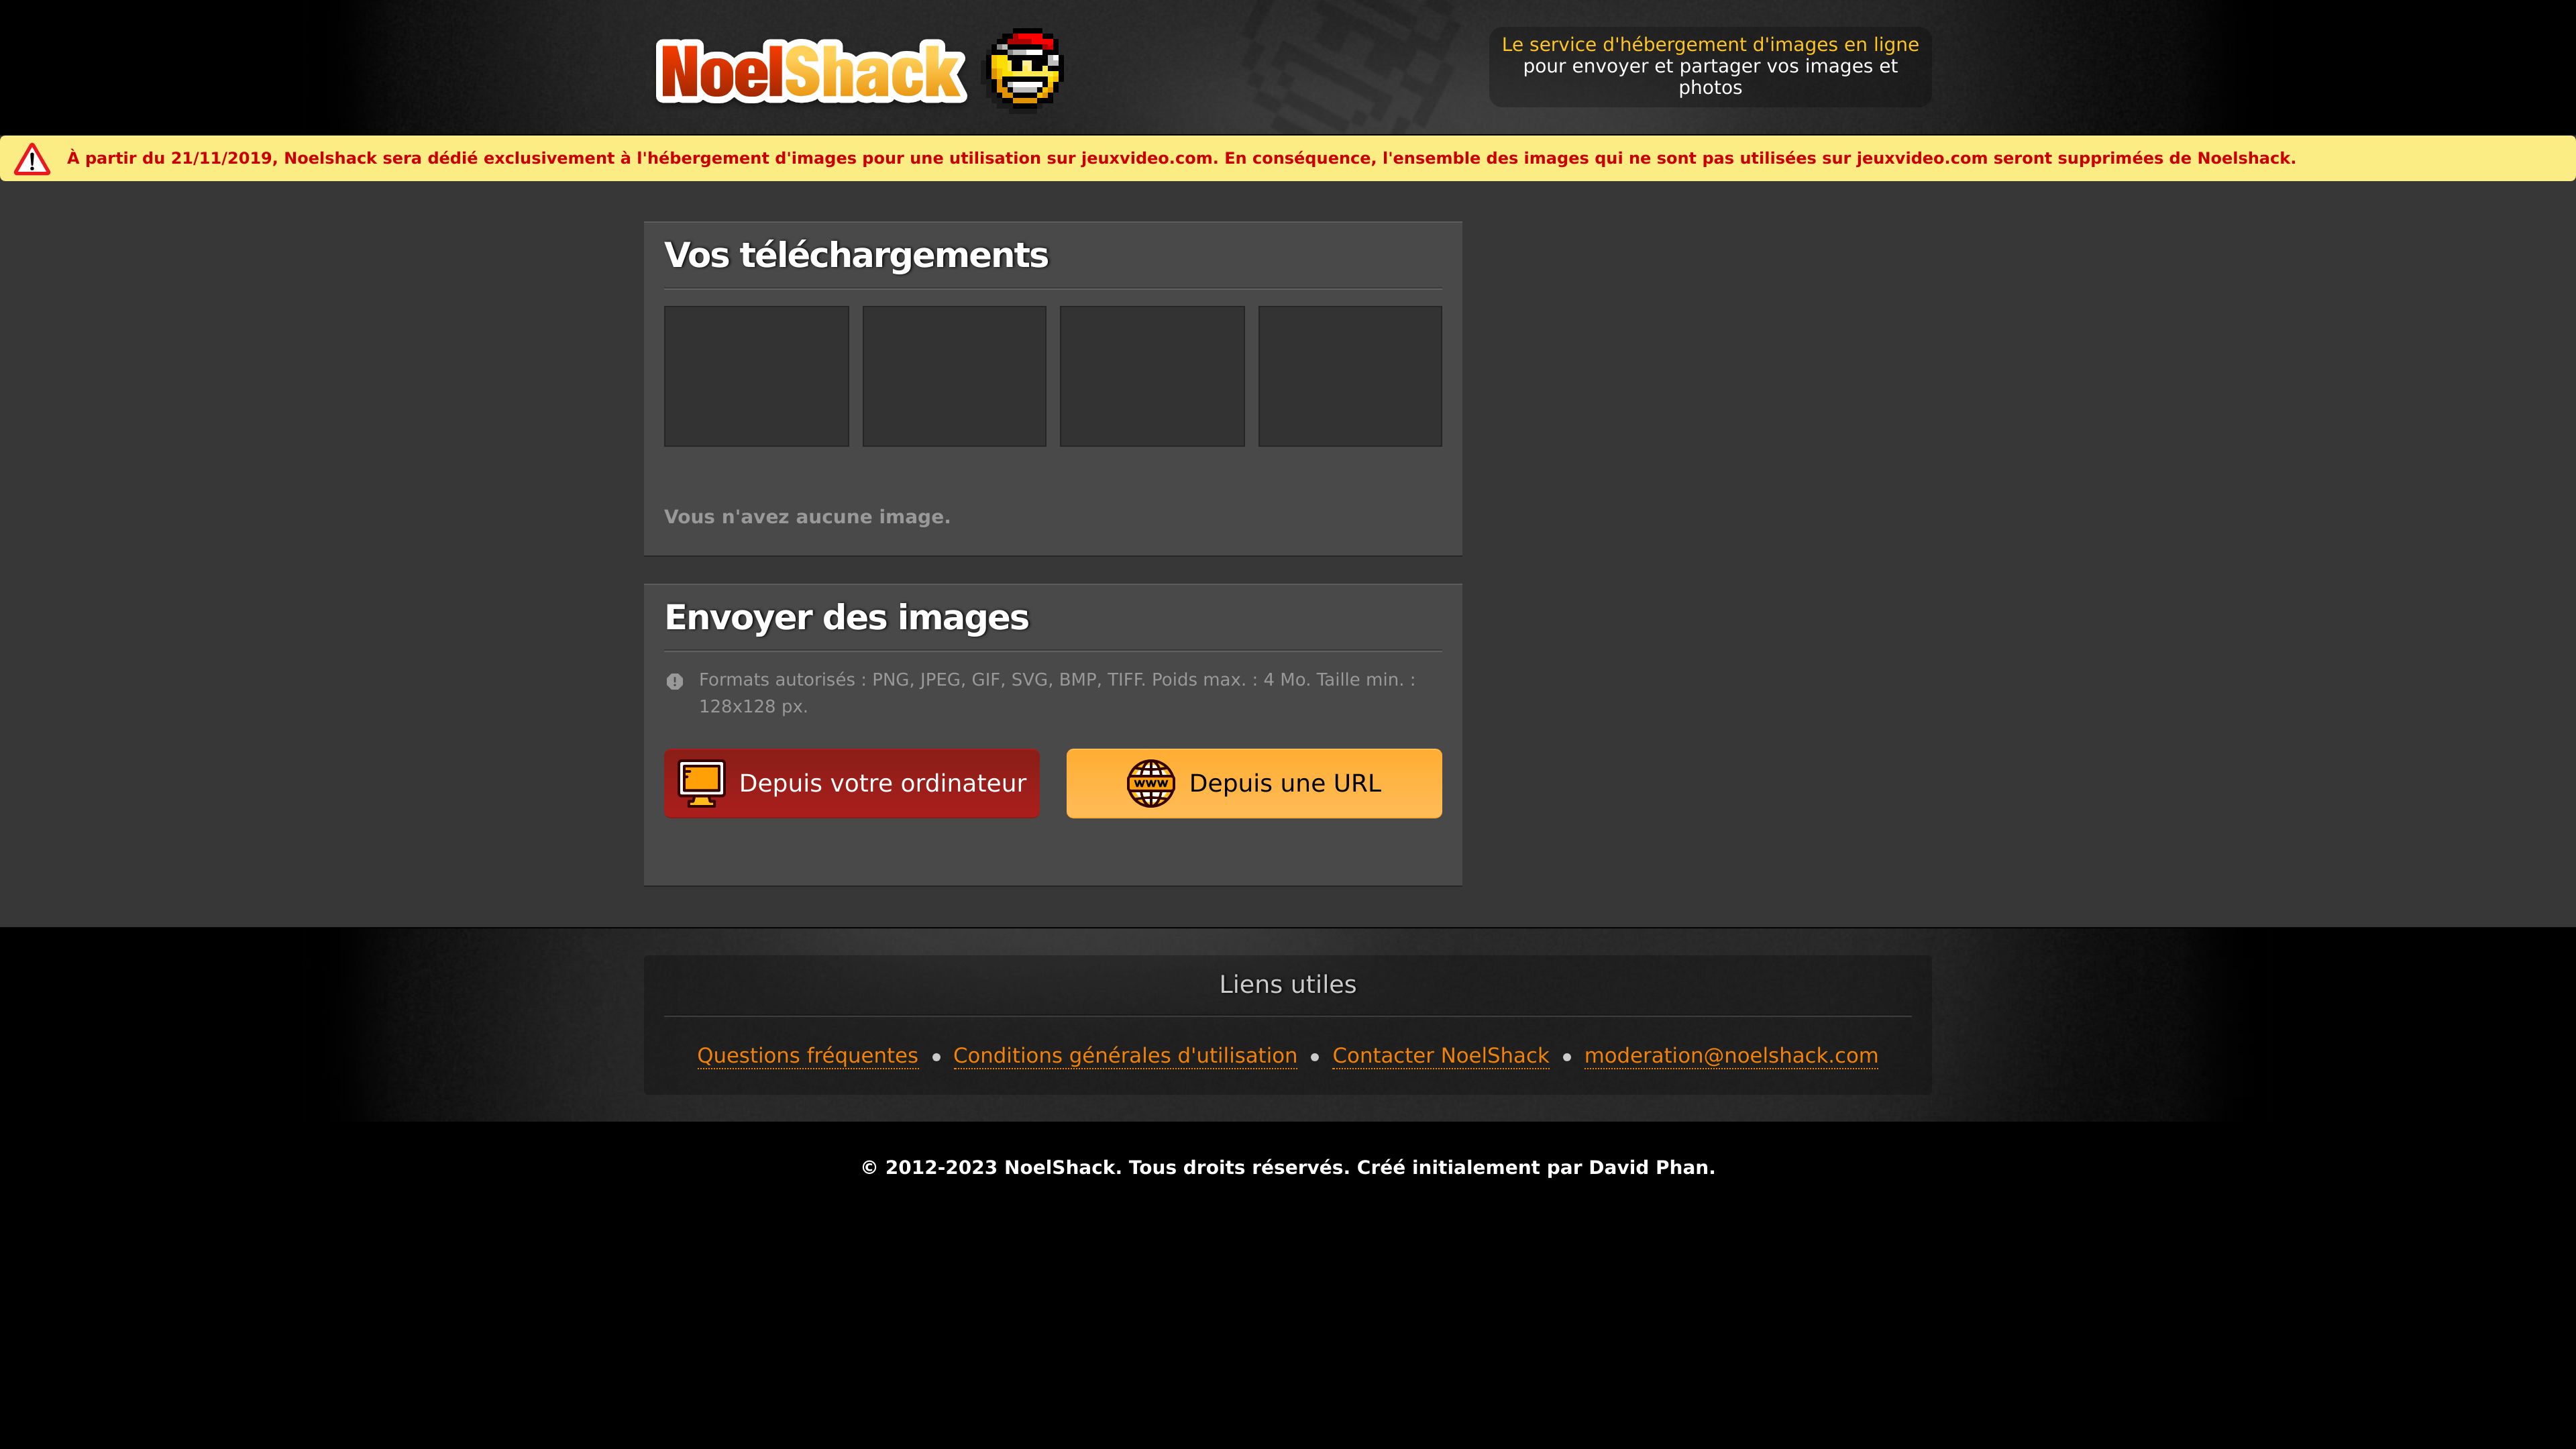 NoelShack
Le service d'hébergement d'images en ligne
pour envoyer et partager vos images et
photos
À partir du 21/11/2019, Noelshack sera dédié exclusivement à l'hébergement d'images pour une utilisation sur jeuxvideo.com. En conséquence, l'ensemble des images qui ne sont pas utilisées sur jeuxvideo.com seront supprimées de Noelshack.
Vos téléchargements
Vous n'avez aucune image.
Envoyer des images
Formats autorisés : PNG, JPEG, GIF, SVG, BMP, TIFF. Poids max. : 4 Mo. Taille min. :
128x128 px.
Depuis votre ordinateur
www Depuis une URL
Liens utiles
Questions fréquentes ● Conditions générales d'utilisation ● Contacter NoelShack ● moderation@noelshack.com
© 2012-2023 NoelShack. Tous droits réservés. Créé initialement par David Phan.